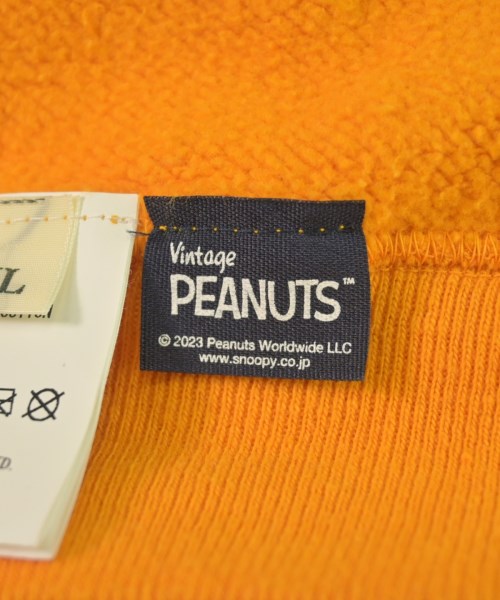 Vintage
PEANUTS™
© 2023 Peanuts Worldwide LLC
www.snoopy.co.jp
L